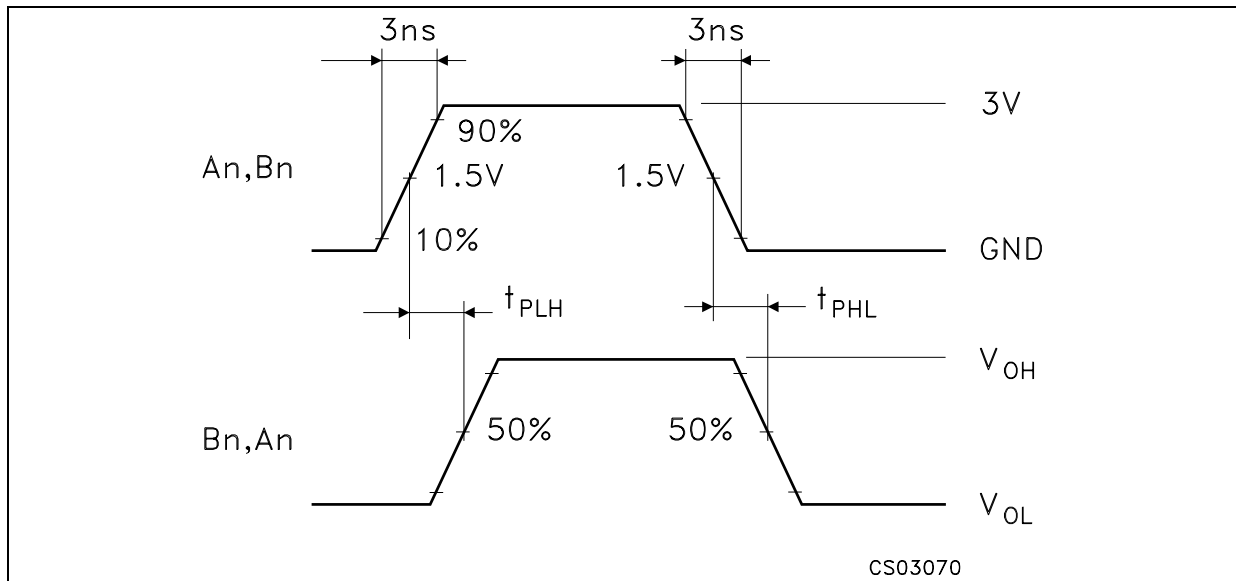 3ns 3ns
3V
90%
An,Bn 1.5V 1.5V
10% GND
tPLH tPHL
VOH
Bn,An 50% 50%
VOL
CS03070